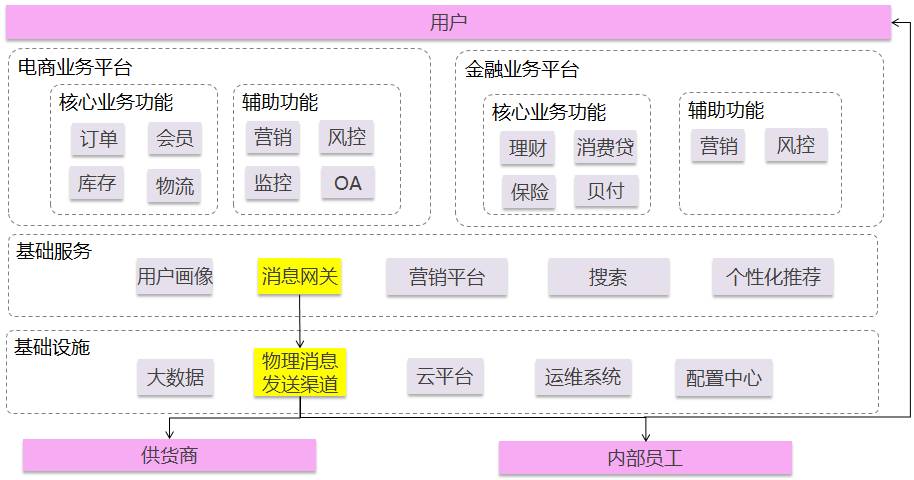 用户
电商业务平台
核心业务功能
订单
会员
库存
物流
辅助功能
营销
风控
监控
OA
金融业务平台
核心业务功能
理财
消费贷
保险
贝付
辅助功能
营销
风控
基础服务
用户画像
消息网关
营销平台
搜索
个性化推荐
基础设施
大数据
物理消息
发送渠道
云平台
运维系统
配置中心
供货商
内部员工